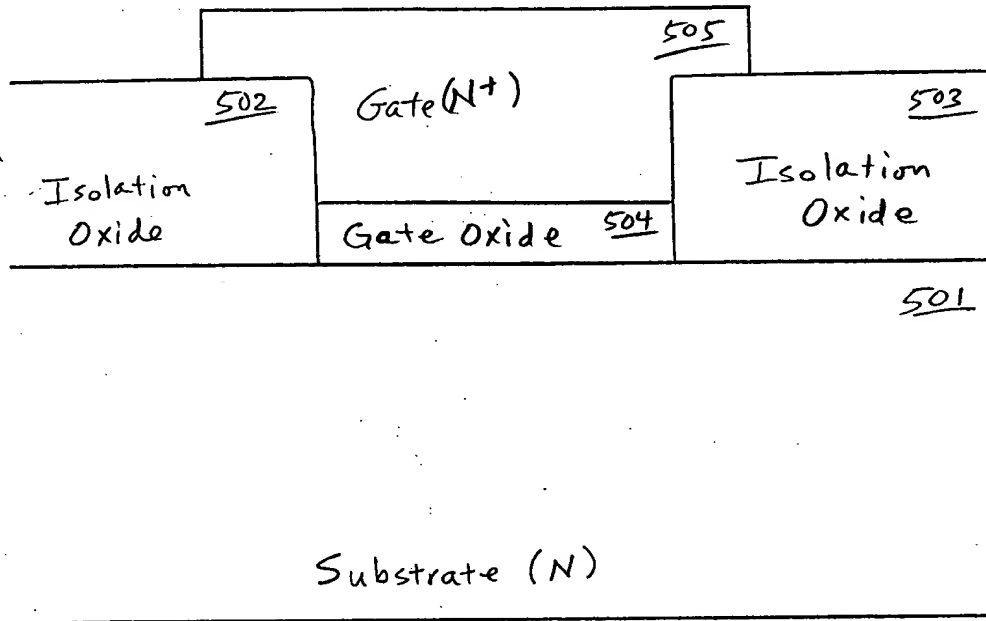 505
502
Gate (N+)
503
Isolation
Oxide
Isolation
Oxide
Gate Oxide 504
501
Substrate (N)